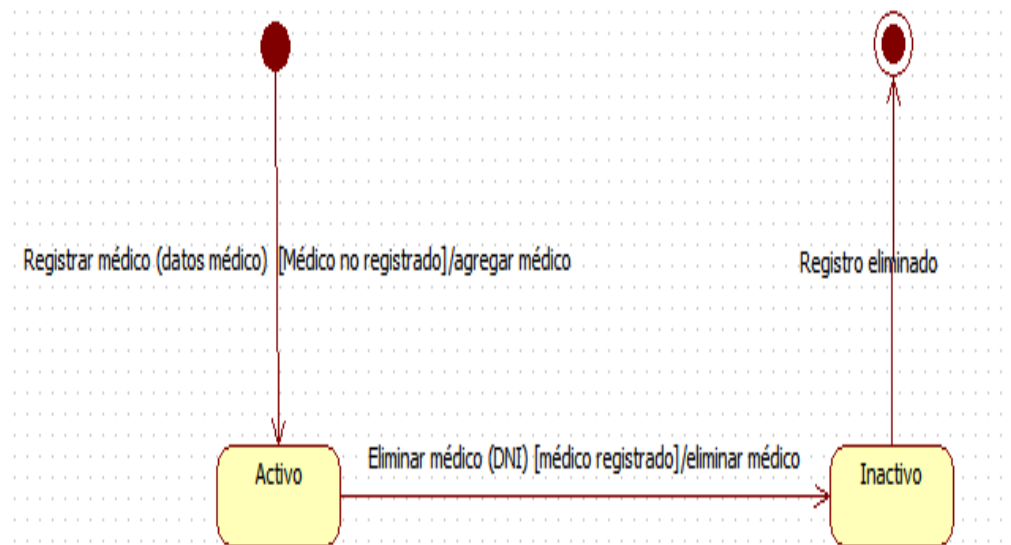 Registrar médico (datos médico) [Médico no registrado]/agregar médico
Registro eliminado
Eliminar médico (DNI) [médico registrado]/eliminar médico
Activo
Inactivo